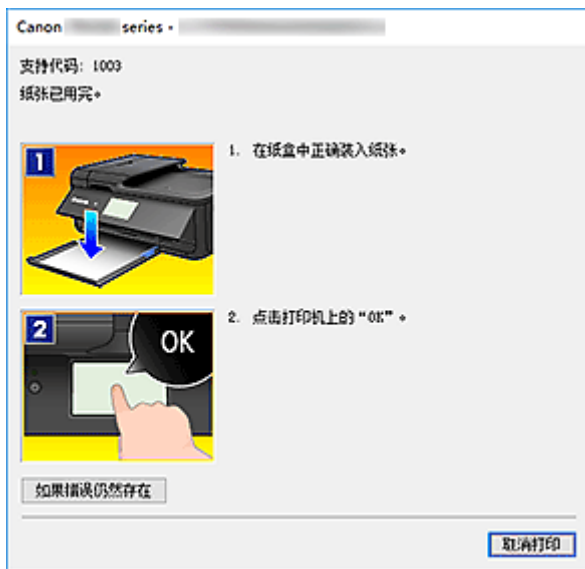 Canon series -
支持代码: 1003
纸张已用完。
1
1. 在纸盒中正确装入纸张。
2
OK
2. 点击打印机上的“OK”。
如果错误仍然存在
取消打印